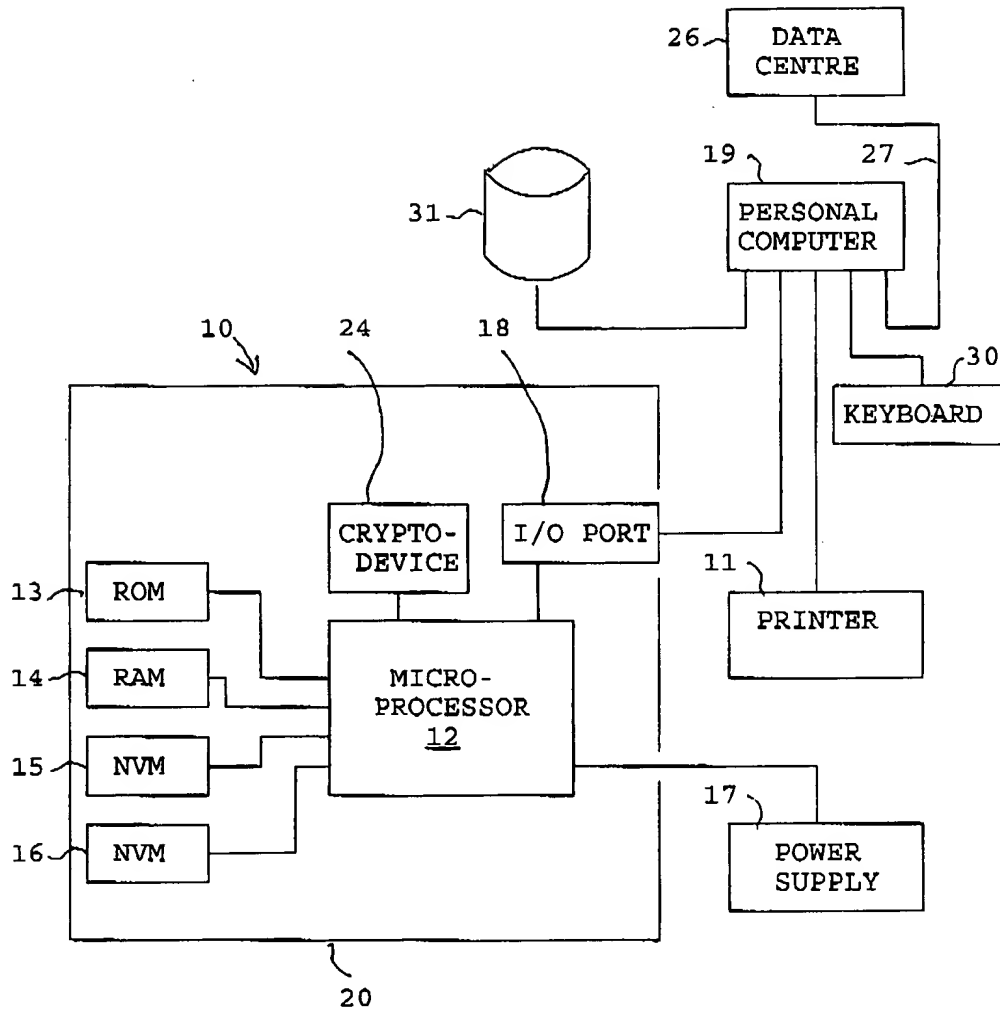 26
DATA
CENTRE
19
27
31
PERSONAL
COMPUTER
10
24
18
30
KEYBOARD
CRYPTO-
DEVICE
I/O PORT
13
ROM
11
PRINTER
14
RAM
MICRO-
PROCESSOR
12
15
NVM
17
16
NVM
POWER
SUPPLY
20